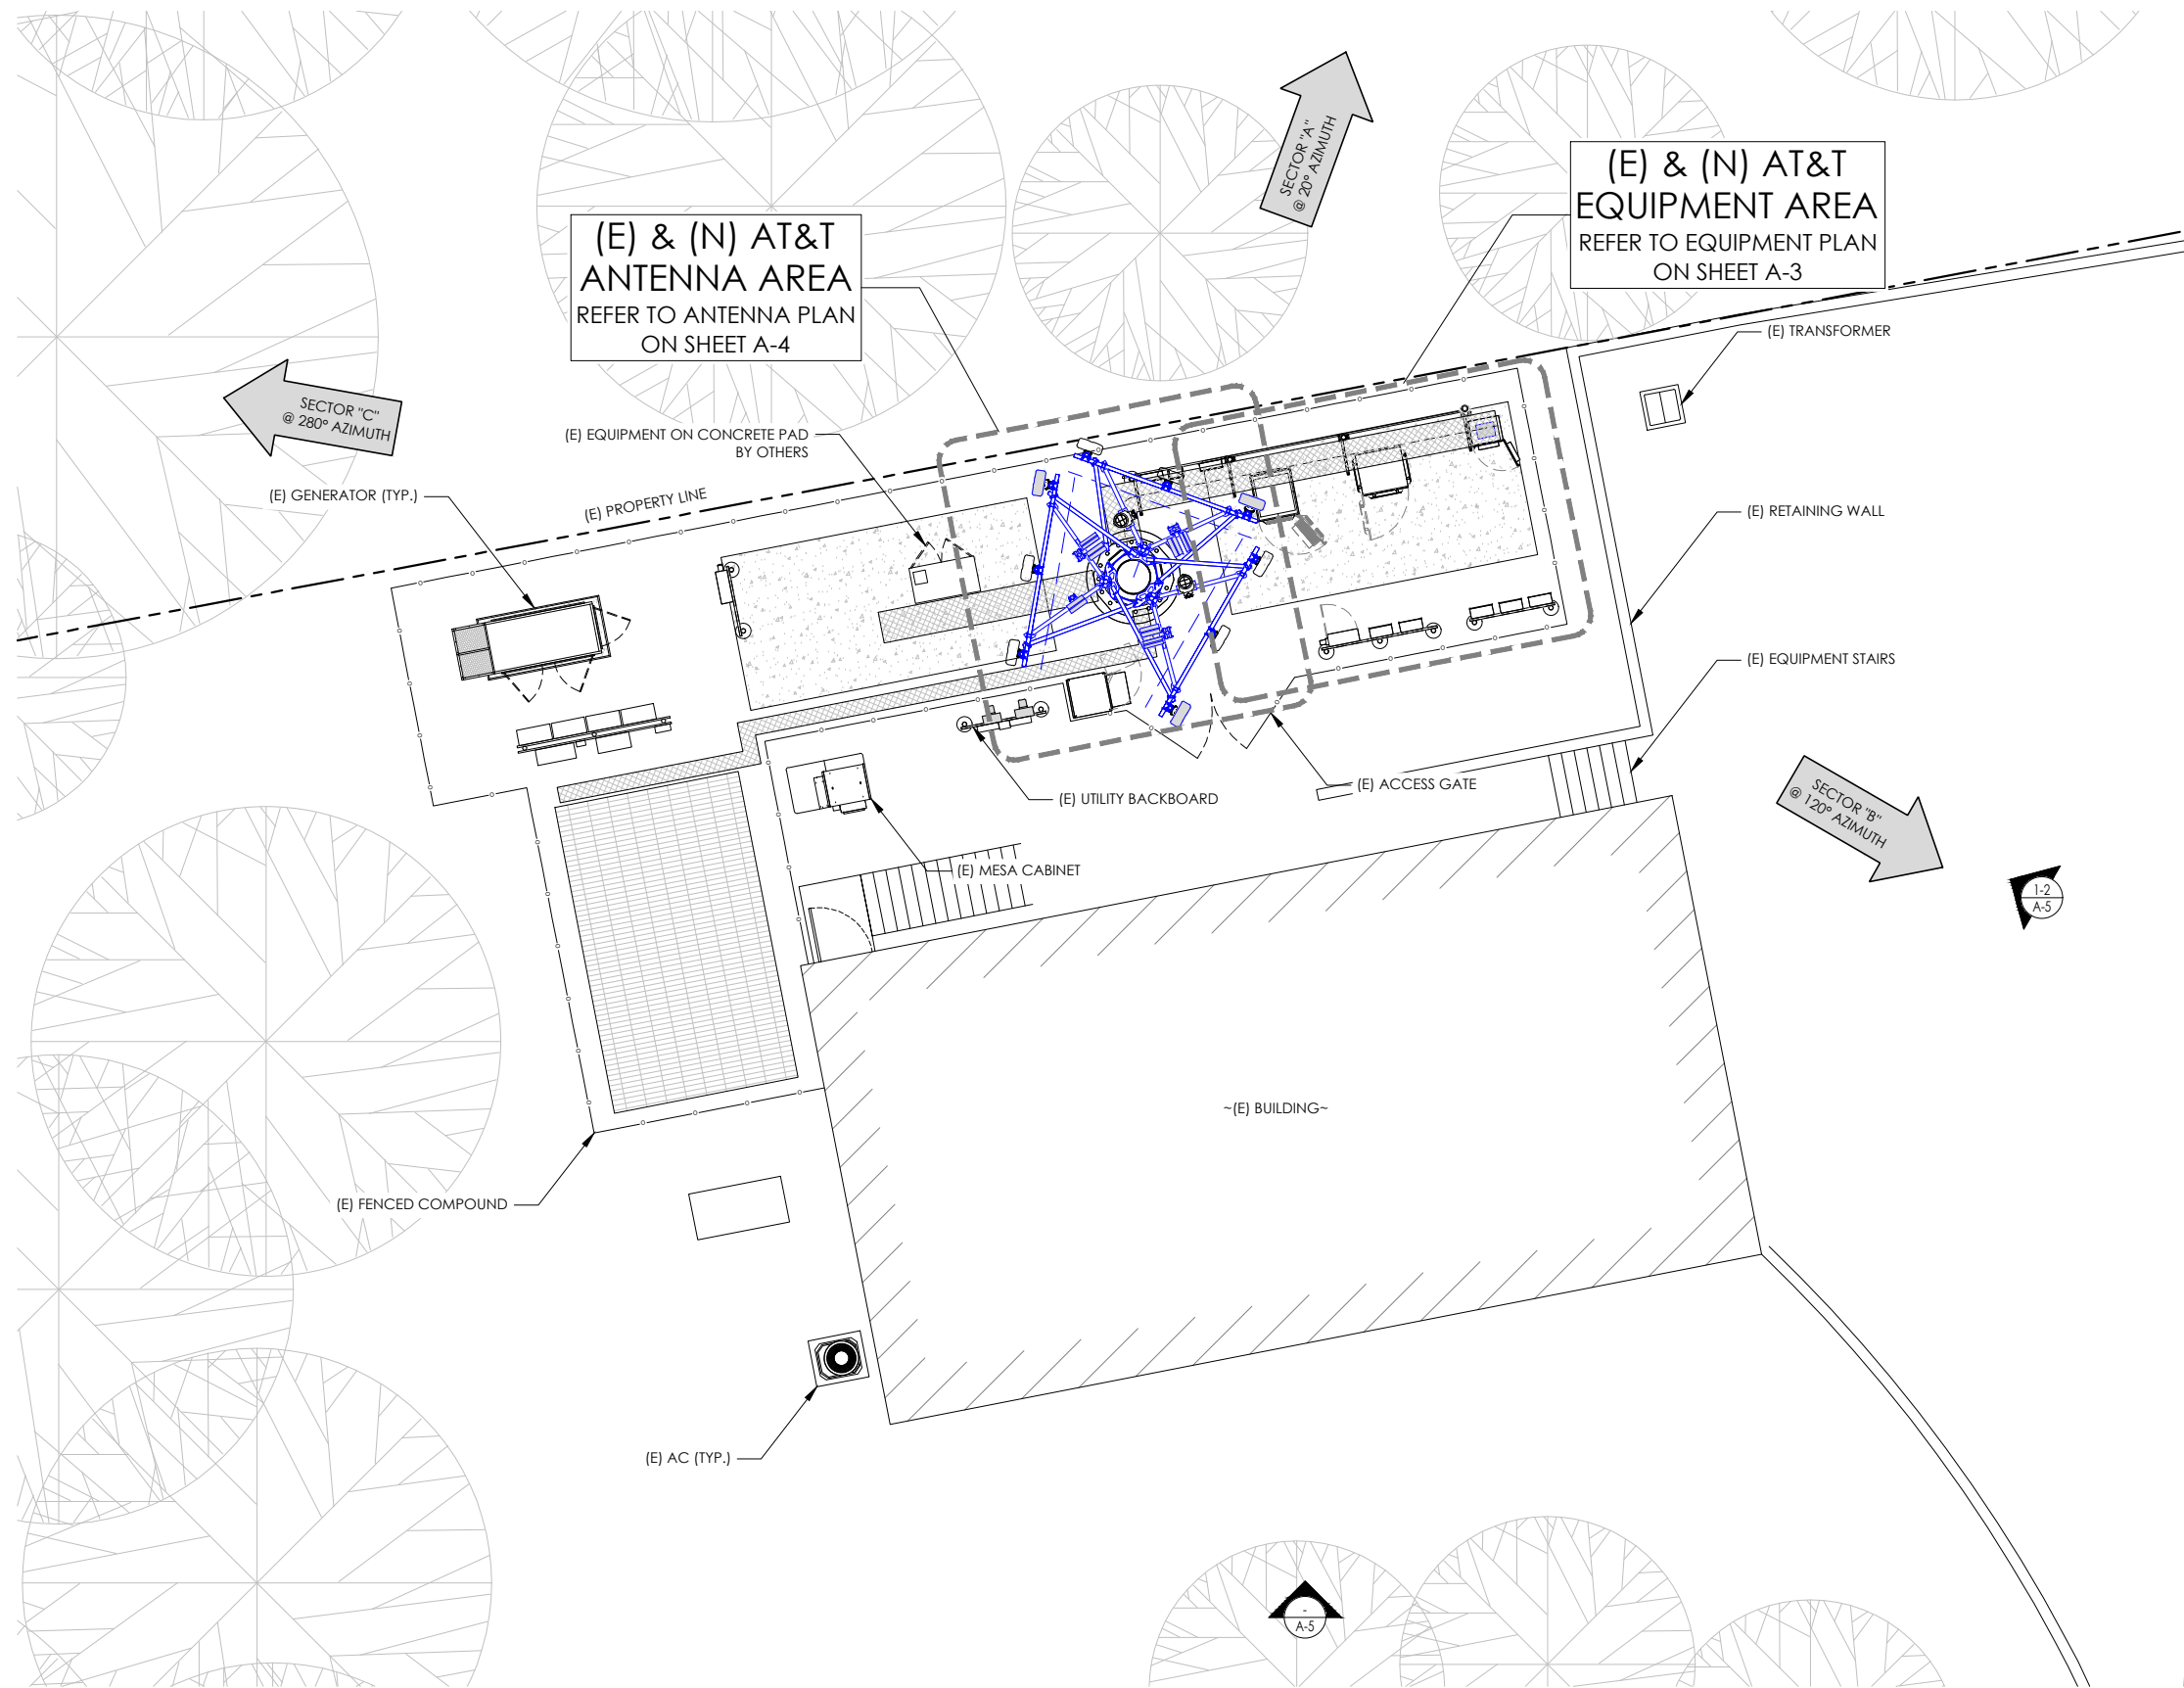 SECTOR "A"
@ 20° AZIMUTH
(E) & (N) AT&T
EQUIPMENT AREA
REFER TO EQUIPMENT PLAN
ON SHEET A-3
(E) & (N) AT&T
ANTENNA AREA
REFER TO ANTENNA PLAN
ON SHEET A-4
(E) TRANSFORMER
SECTOR "C"
@ 280° AZIMUTH
(E) EQUIPMENT ON CONCRETE PAD
BY OTHERS
(E) GENERATOR (TYP.)
(E) PROPERTY LINE
(E) RETAINING WALL
(E) EQUIPMENT STAIRS
(E) ACCESS GATE
(E) UTILITY BACKBOARD
SECTOR "B"
@ 120° AZIMUTH
(E) MESA CABINET
1-2
A-5
~(E) BUILDING~
(E) FENCED COMPOUND
(E) AC (TYP.)
-
A-5